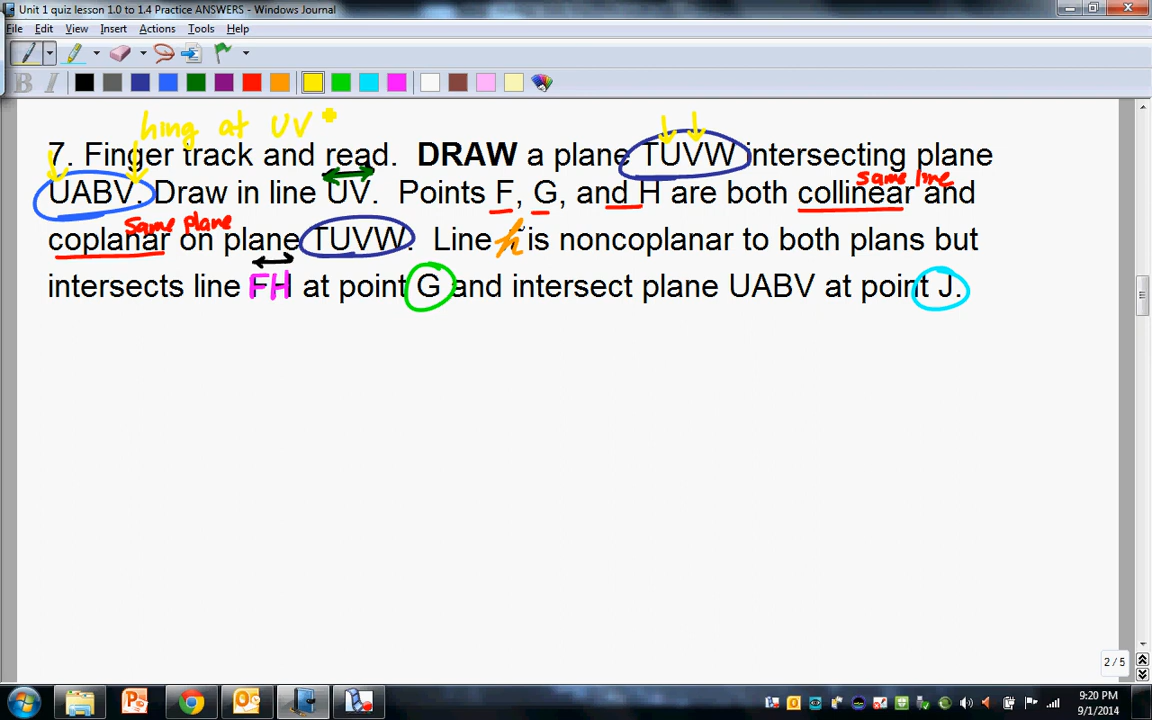 Unit 1 quiz lesson 1.0 to 1.4 Practice ANSWERS - Windows Journal
File Edit View Insert Actions Tools Help
B I
hing at UV
7. Finger track and read. DRAW a plane TUVW intersecting plane
same line
UABV. Draw in line UV. Points F, G, and H are both collinear and
same plane
coplanar on plane TUVW. Line h is noncoplanar to both plans but
intersects line FH at point G and intersect plane UABV at point J.
2 / 5
9:20 PM
9/1/2014